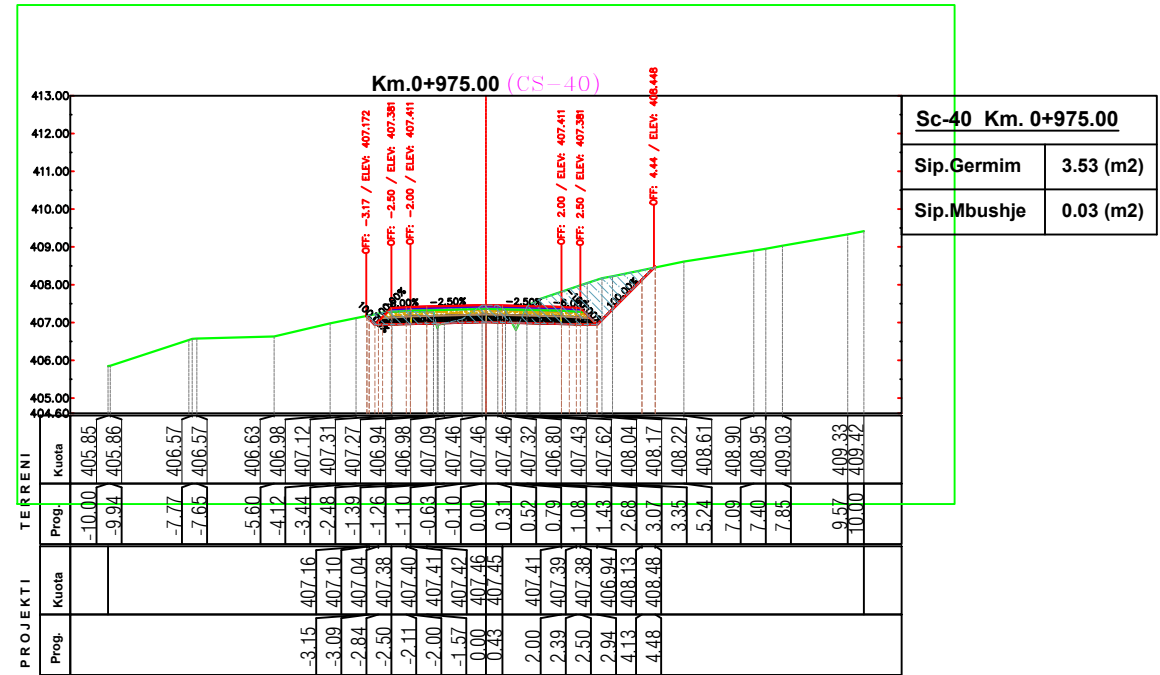 Km.0+975.00 (CS-40)
413.00
412.00
411.00
410.00
409.00
408.00
407.00
406.00
405.00
404.60
OFF: -3.17 / ELEV: 407.172
OFF: -2.50 / ELEV: 407.381
OFF: -2.00 / ELEV: 407.411
OFF: 2.00 / ELEV: 407.411
OFF: 2.50 / ELEV: 407.381
OFF: 4.44 / ELEV: 408.448
-2.50% -2.50% -6.00% 100.00%
Sc-40 Km. 0+975.00
Sip.Germim 3.53 (m2)
Sip.Mbushje 0.03 (m2)
TERRENI
Kuota 405.85 405.86 406.57 406.57 406.63 406.98 407.12 407.31 407.27 406.94 406.98 407.09 407.46 407.46 407.46 407.32 406.80 407.43 407.62 408.04 408.17 408.22 408.61 408.90 408.95 409.03 409.33 409.42
Prog. -10.00 -9.94 -7.77 -7.65 -5.60 -4.12 -3.44 -2.48 -1.39 -1.26 -1.10 -0.63 -0.10 0.00 0.31 0.52 0.79 1.08 1.43 2.68 3.07 3.35 5.24 7.09 7.40 7.85 9.57 10.00
PROJEKTI
Kuota 407.16 407.10 407.04 407.38 407.40 407.41 407.42 407.46 407.45 407.41 407.39 407.38 406.94 408.13 408.48
Prog. -3.15 -3.09 -2.84 -2.50 -2.11 -2.00 -1.57 0.00 0.43 2.00 2.39 2.50 2.94 4.13 4.48